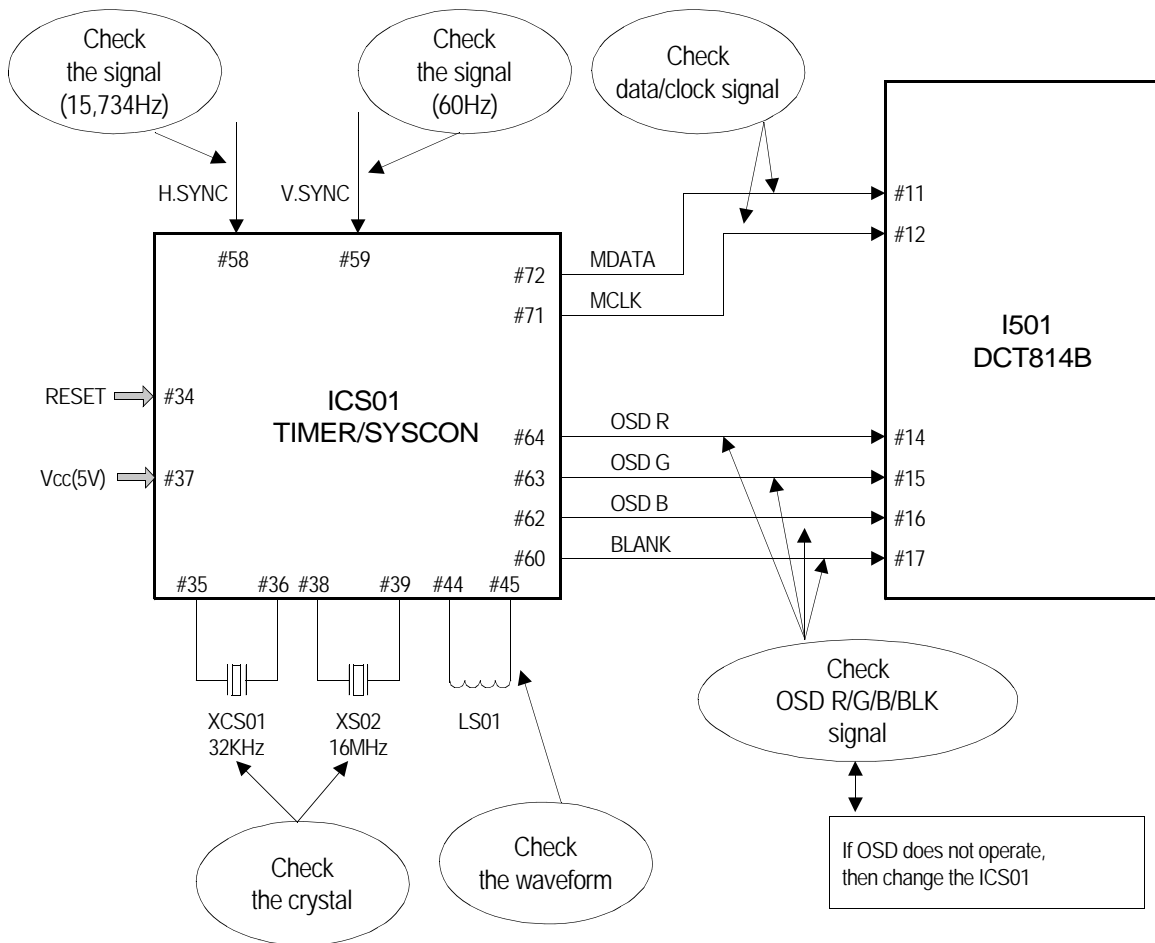 Check
the signal
(15,734Hz)
Check
the signal
(60Hz)
Check
data/clock signal
H.SYNC
V.SYNC
#58
#59
#72
MDATA
#11
#71
MCLK
#12
RESET
#34
Vcc(5V)
#37
ICS01
TIMER/SYSCON
I501
DCT814B
#64
OSD R
#14
#63
OSD G
#15
#62
OSD B
#16
#60
BLANK
#17
#35
#36
#38
#39
#44
#45
XCS01
32KHz
XS02
16MHz
LS01
Check
the crystal
Check
the waveform
Check
OSD R/G/B/BLK
signal
If OSD does not operate,
then change the ICS01